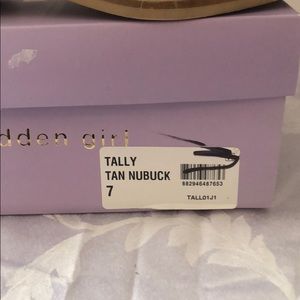 dden girl
TALLY
TAN NUBUCK
7
882946487653
TALL01J1